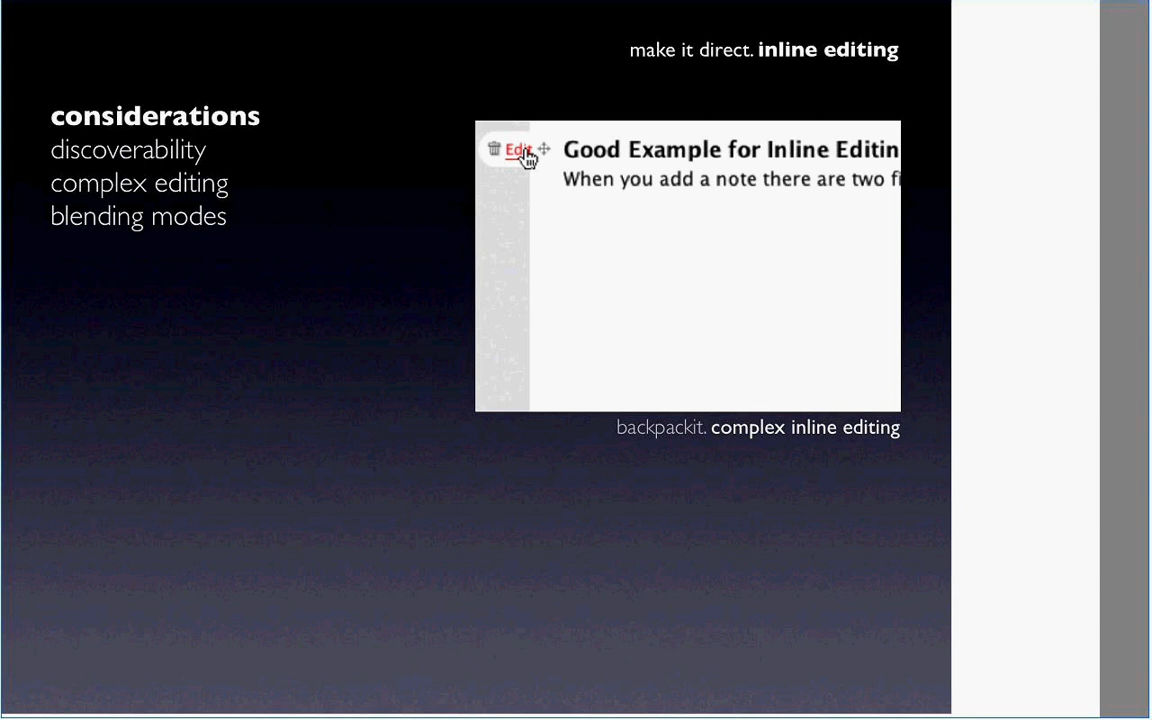 make it direct. inline editing
considerations
discoverability
complex editing
blending modes
Edit
Good Example for Inline Editin
When you add a note there are two
backpackit. complex inline editing